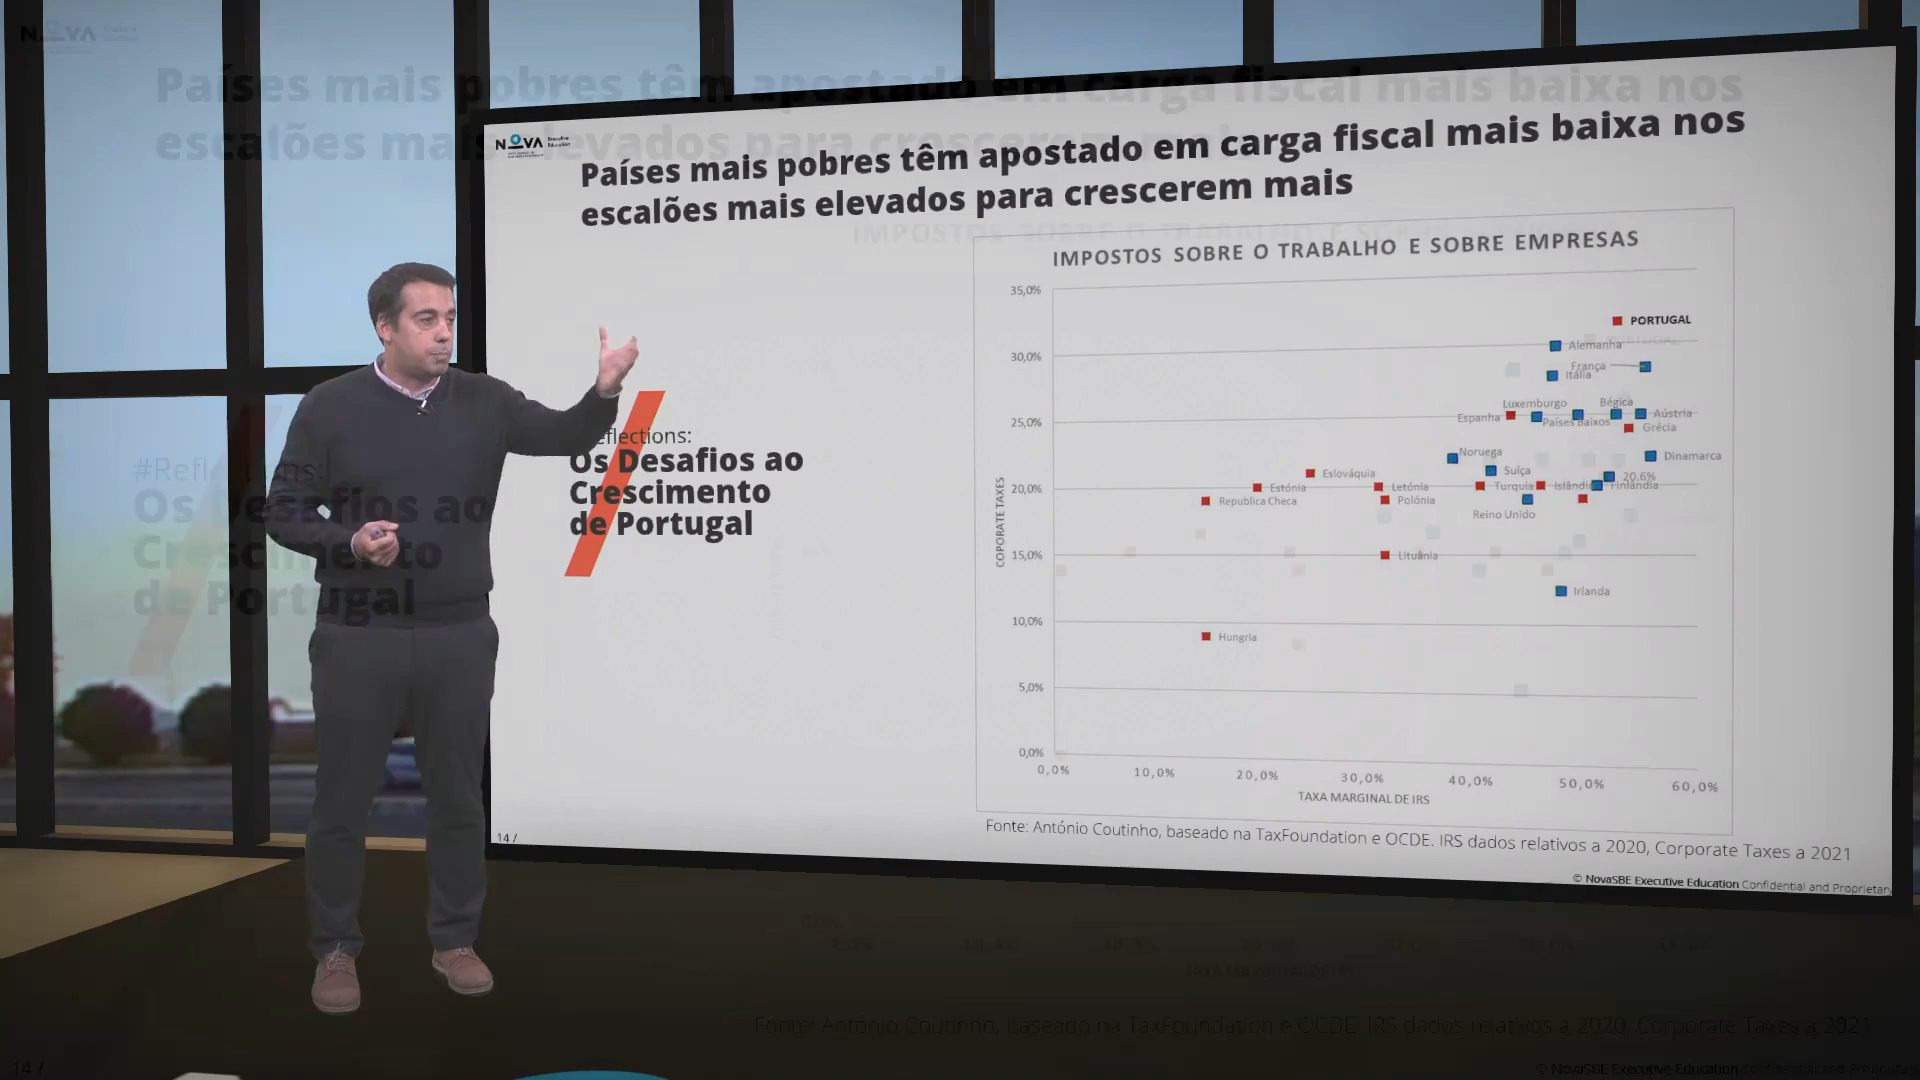 NOVA Executive
Education
Países mais pobres têm apostado em carga fiscal mais baixa nos
escalões mais elevados para crescerem mais
IMPOSTOS SOBRE O TRABALHO E SOBRE EMPRESAS
35,0%
PORTUGAL
30,0%
Alemanha
França
Itália
Luxemburgo
Bégica
25,0%
Espanha
Países Baixos
Aústria
Grécia
Noruega
Dinamarca
Suíça
Eslováquia
20,6%
20,0%
Estónia
Letónia
Turquia
Islândia
Finlandia
Republica Checa
Polónia
Reino Unido
15,0%
Lituânia
Irlanda
10,0%
Hungria
5,0%
0,0%
COPORATE TAXES
0,0% 10,0% 20,0% 30,0% 40,0% 50,0% 60,0%
TAXA MARGINAL DE IRS
eflections:
Os Desafios ao
Crescimento
de Portugal
Fonte: António Coutinho, baseado na TaxFoundation e OCDE. IRS dados relativos a 2020, Corporate Taxes a 2021
14 /
© NovaSBE Executive Education Confidential and Proprietary